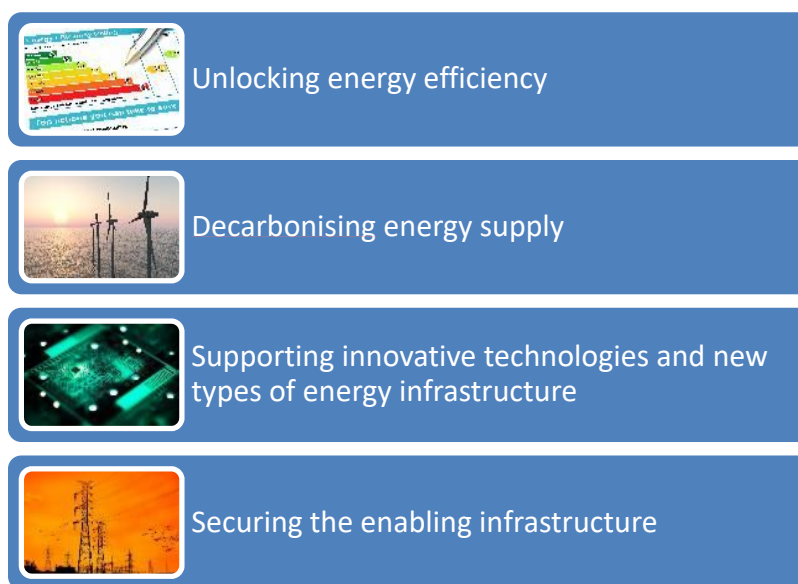 Unlocking energy efficiency
Decarbonising energy supply
Supporting innovative technologies and new
types of energy infrastructure
Securing the enabling infrastructure